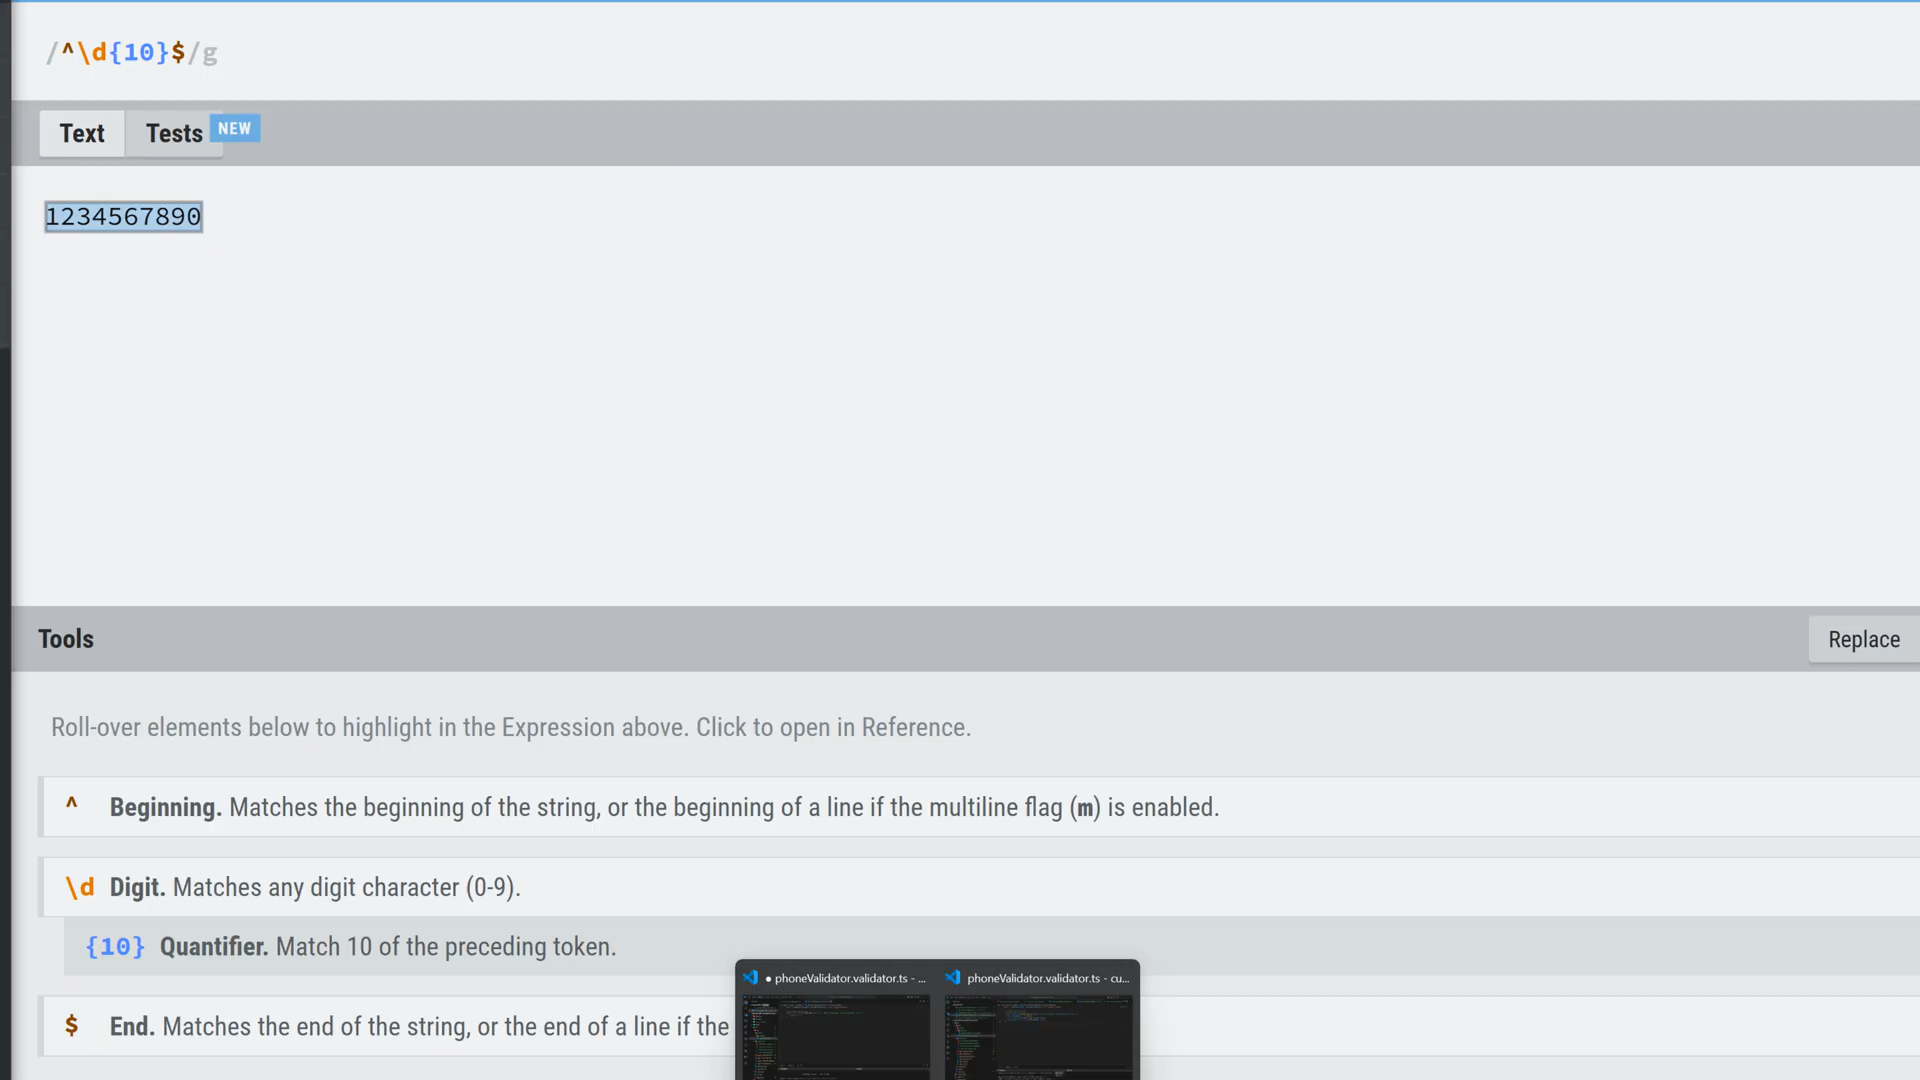 /^\d{10}$/g
Text
Tests
NEW
1234567890
Tools
Replace
Roll-over elements below to highlight in the Expression above. Click to open in Reference.
^ Beginning. Matches the beginning of the string, or the beginning of a line if the multiline flag (m) is enabled.
\d Digit. Matches any digit character (0-9).
{10} Quantifier. Match 10 of the preceding token.
$ End. Matches the end of the string, or the end of a line if the
● phoneValidator.validator.ts - ...
phoneValidator.validator.ts - cu...